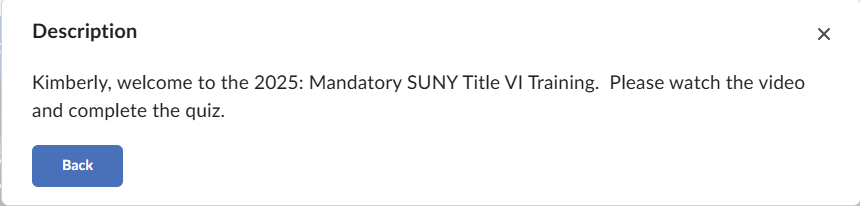 Description
Kimberly, welcome to the 2025: Mandatory SUNY Title VI Training.  Please watch the video
and complete the quiz.
Back